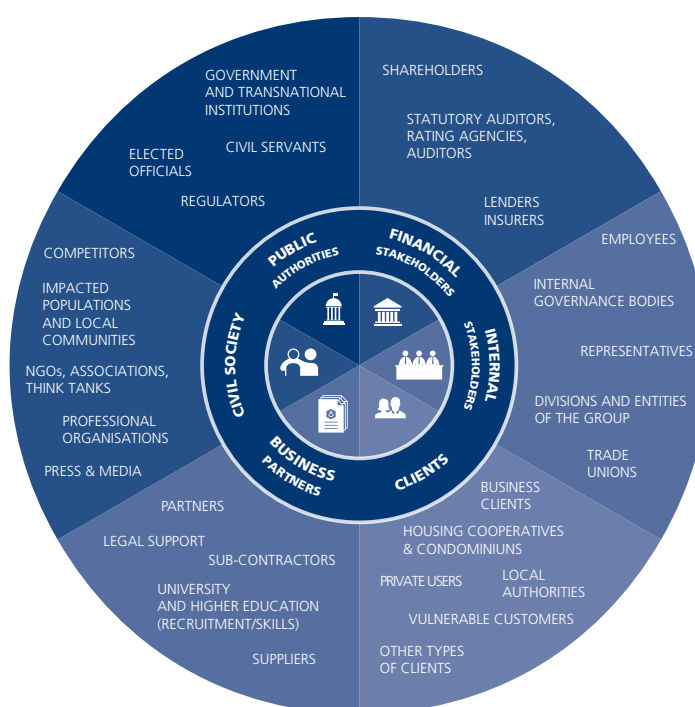 GOVERNMENT
AND TRANSNATIONAL
INSTITUTIONS
CIVIL SERVANTS
ELECTED
OFFICIALS
REGULATORS
SHAREHOLDERS
STATUTORY AUDITORS,
RATING AGENCIES,
AUDITORS
LENDERS
INSURERS
EMPLOYEES
INTERNAL
GOVERNANCE BODIES
REPRESENTATIVES
DIVISIONS AND ENTITIES
OF THE GROUP
TRADE
UNIONS
BUSINESS
CLIENTS
HOUSING COOPERATIVES
& CONDOMINIUNS
PRIVATE USERS
LOCAL
AUTHORITIES
VULNERABLE CUSTOMERS
OTHER TYPES
OF CLIENTS
PARTNERS
LEGAL SUPPORT
SUB-CONTRACTORS
UNIVERSITY
AND HIGHER EDUCATION
(RECRUITMENT/SKILLS)
SUPPLIERS
COMPETITORS
IMPACTED
POPULATIONS
AND LOCAL
COMMUNITIES
NGOs, ASSOCIATIONS,
THINK TANKS
PROFESSIONAL
ORGANISATIONS
PRESS & MEDIA
PUBLIC
AUTHORITIES
FINANCIAL
STAKEHOLDERS
INTERNAL
STAKEHOLDERS
CLIENTS
BUSINESS
PARTNERS
CIVIL SOCIETY